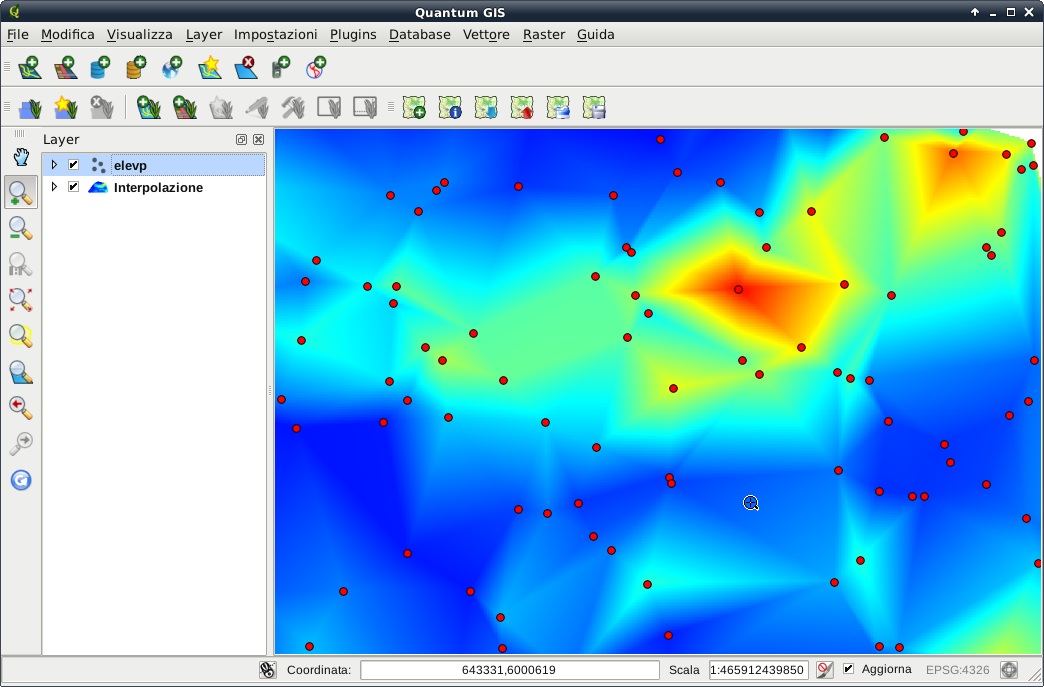 Quantum GIS
File Modifica Visualizza Layer Impostazioni Plugins Database Vettore Raster Guida
Layer
elevp
Interpolazione
Coordinata: 643331,6000619 Scala 1:465912439850 Aggiorna EPSG:4326